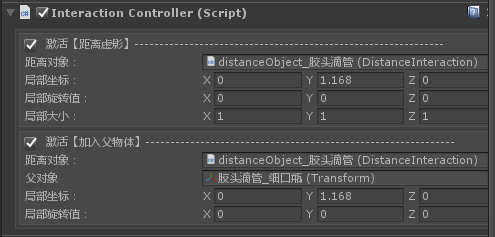 Interaction Controller (Script)
激活【距离虚影】--------------------------------------------------------
距离对象： distanceObject_胶头滴管 (DistanceInteraction)
局部坐标： X 0 Y 1.168 Z 0
局部旋转值： X 0 Y 0 Z 0
局部大小： X 1 Y 1 Z 1
激活【加入父物体】--------------------------------------------------------
距离对象： distanceObject_胶头滴管 (DistanceInteraction)
父对象 胶头滴管_细口瓶 (Transform)
局部坐标： X 0 Y 1.168 Z 0
局部旋转值： X 0 Y 0 Z 0